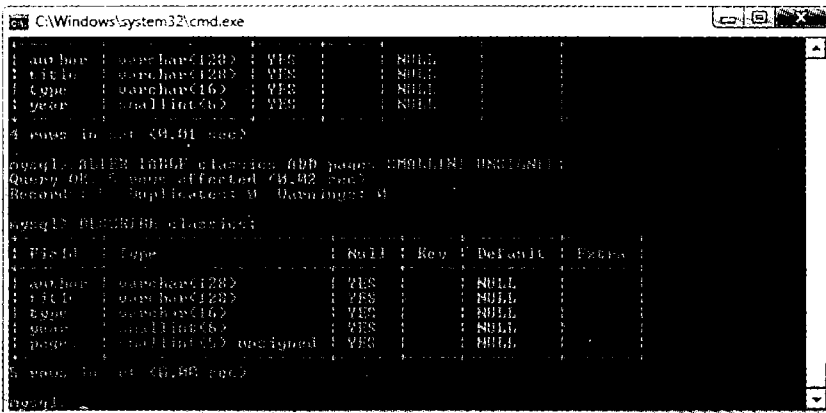 C:\Windows\system32\cmd.exe
| author | varchar(128) | YES | | NULL | |
| title | varchar(128) | YES | | NULL | |
| type | varchar(16) | YES | | NULL | |
| year | smallint(6) | YES | | NULL | |
4 rows in set (0.01 sec)
mysql> ALTER TABLE classics ADD pages SMALLINT UNSIGNED;
Query OK, 5 rows affected (0.02 sec)
Records: Duplicates: 0 Warnings: 0
mysql> DESCRIBE classics;
| Field | Type | Null | Key | Default | Extra |
| author | varchar(128) | YES | | NULL | |
| title | varchar(128) | YES | | NULL | |
| type | varchar(16) | YES | | NULL | |
| year | smallint(6) | YES | | NULL | |
| pages | smallint(5) unsigned | YES | | NULL | |
5 rows in set (0.00 sec)
mysql>